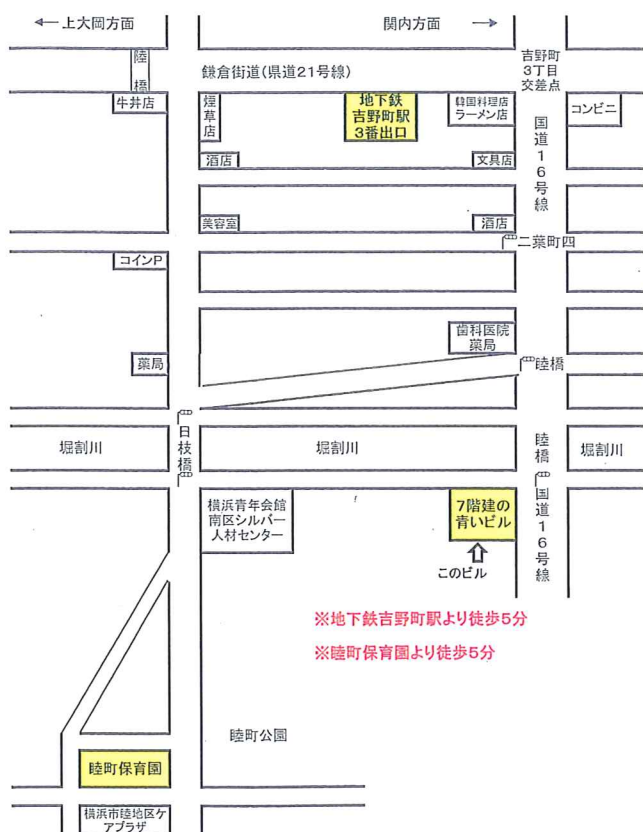 ←上大岡方面
関内方面→
陸橋
鎌倉街道(県道21号線)
吉野町
3丁目
交差点
牛丼店
煙草店
地下鉄
吉野町駅
3番出口
韓国料理店
ラーメン店
国道16号線
コンビニ
酒店
文具店
美容室
酒店
二葉町四
コインP
歯科医院
薬局
薬局
睦橋
日枝橋
堀割川
堀割川
睦橋
堀割川
横浜青年会館
南区シルバー
人材センター
7階建の
青いビル
国道16号線
このビル
※地下鉄吉野町駅より徒歩5分
※睦町保育園より徒歩5分
睦町公園
睦町保育園
横浜市睦地区ケ
アプラザ